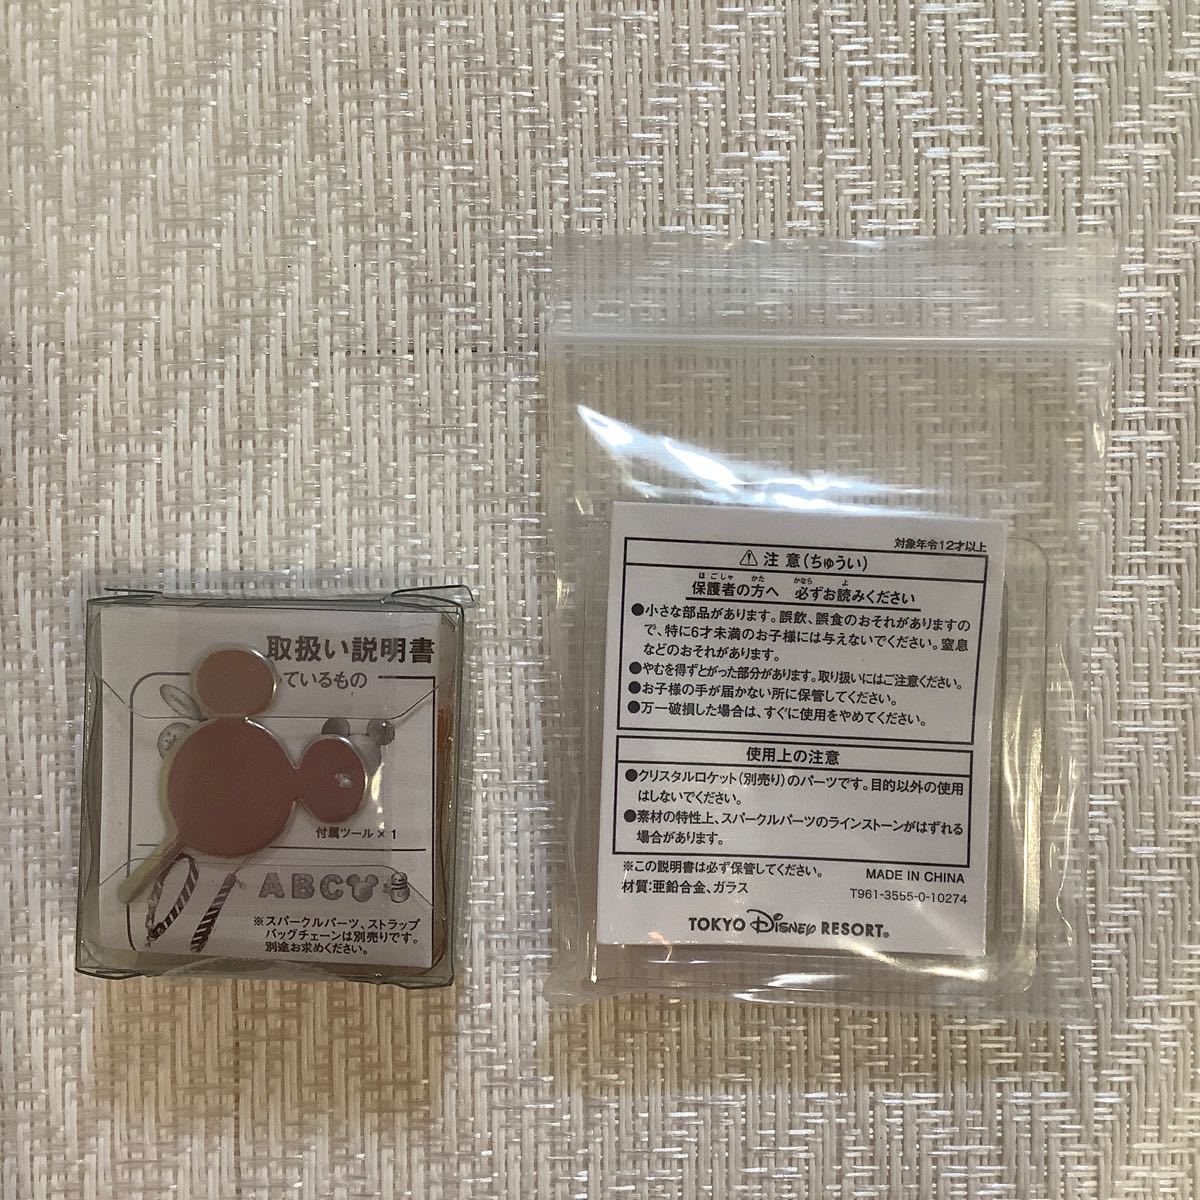 取扱い説明書
ているもの
付属ツール×1
ABC
※スパークルパーツ、ストラップ
バッグチェーンは別売りです。
別途お求めください。
対象年令12才以上
⚠注意(ちゅうい)
ほごしゃ かた かなら よ
保護者の方へ 必ずお読みください
●小さな部品があります。誤飲、誤食のおそれがありますの
で、特に6才未満のお子様には与えないでください。窒息
などのおそれがあります。
●やむを得ずとがった部分があります。取り扱いにはご注意ください。
●お子様の手が届かない所に保管してください。
●万一破損した場合は、すぐに使用をやめてください。
使用上の注意
●クリスタルロケット(別売り)のパーツです。目的以外の使用
はしないでください。
●素材の特性上、スパークルパーツのラインストーンがはずれる
場合があります。
※この説明書は必ず保管してください。
材質:亜鉛合金、ガラス
MADE IN CHINA
T961-3555-0-10274
TOKYO Disney RESORT®